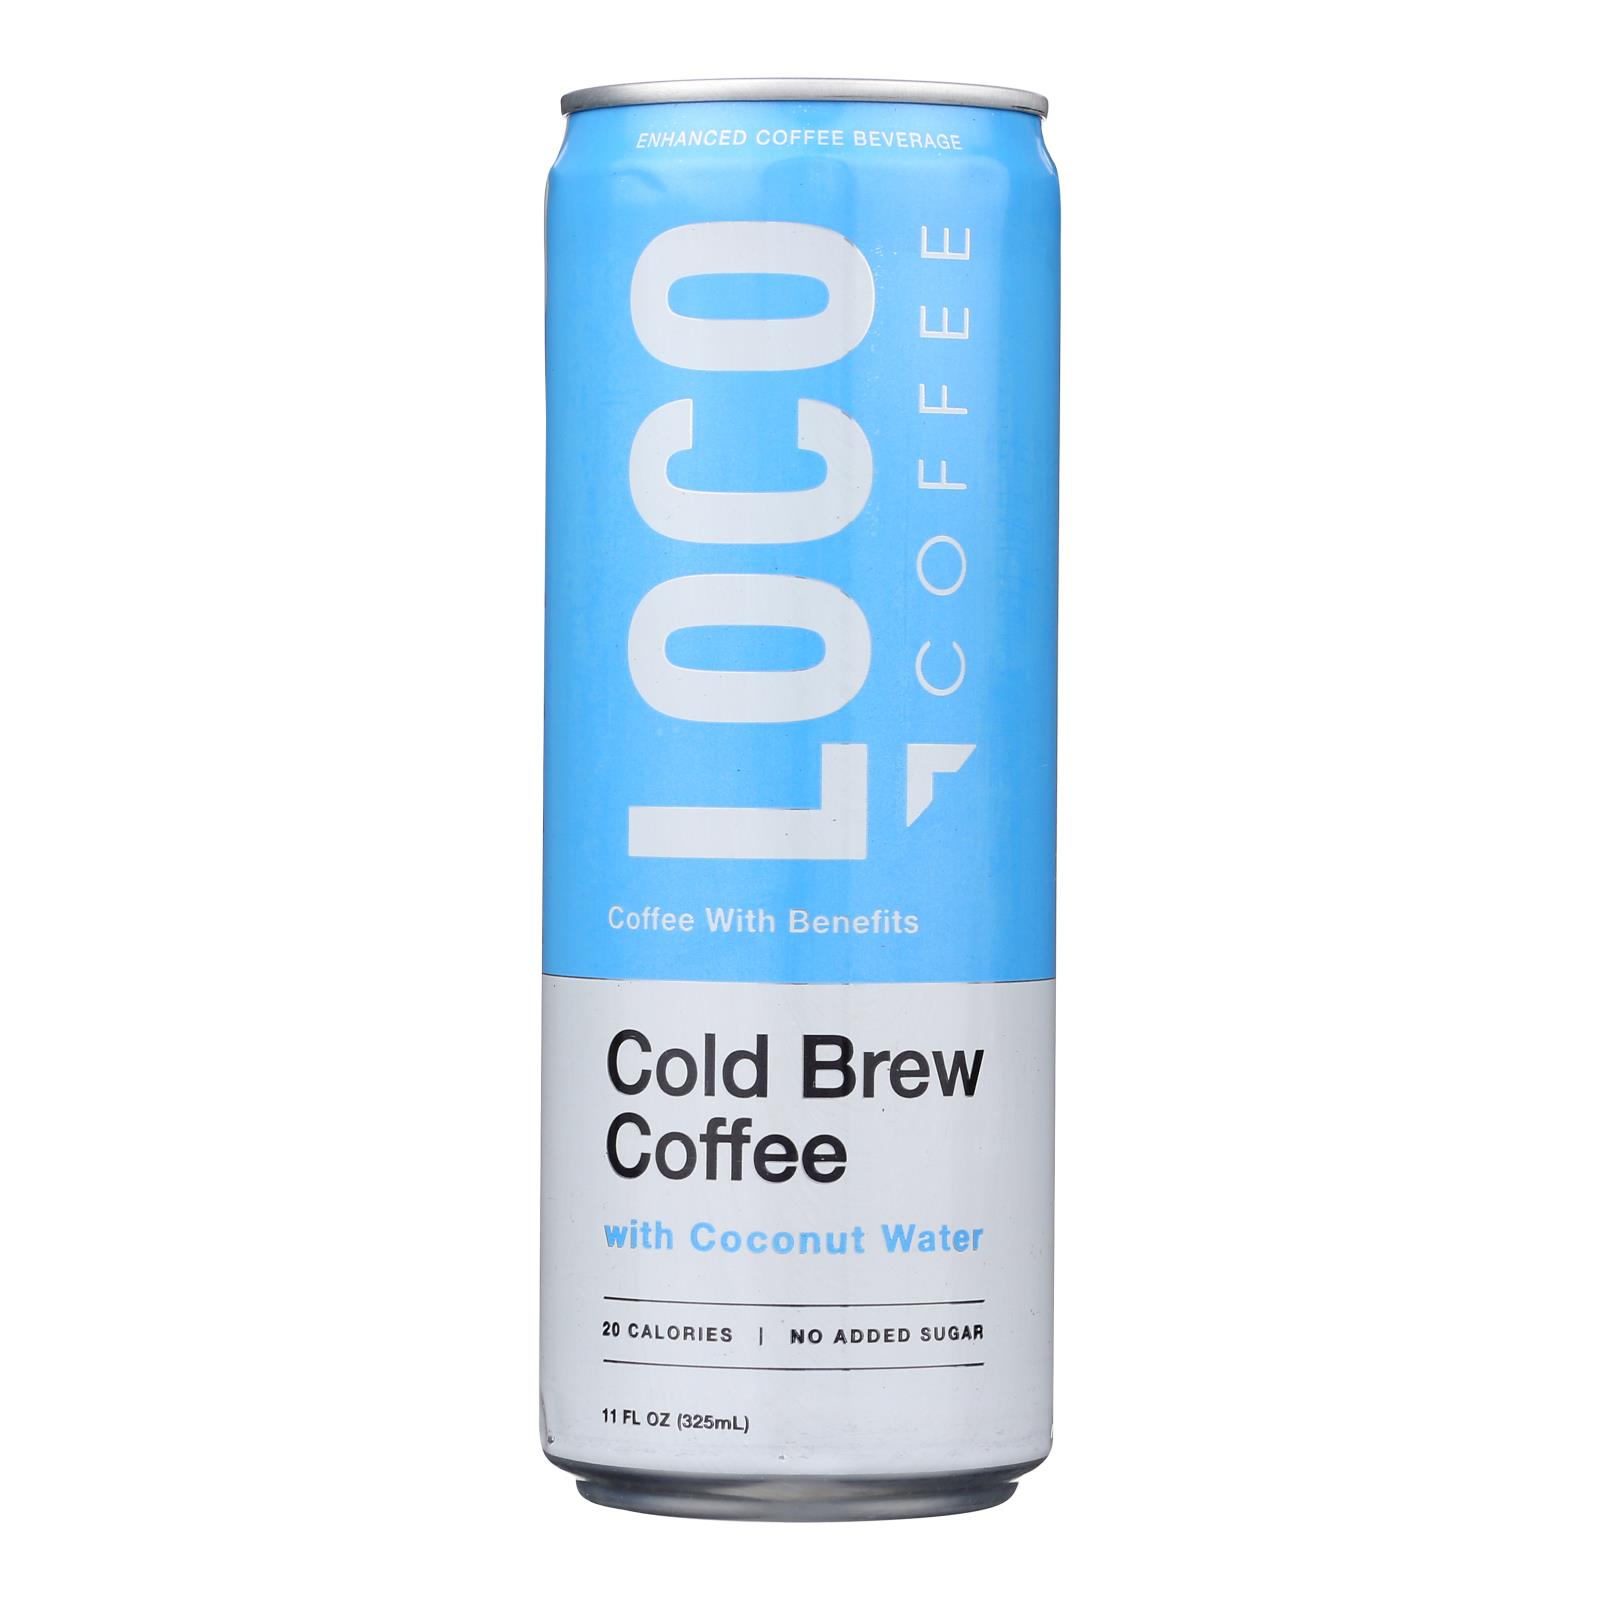 ENHANCED COFFEE BEVERAGE
LOCO
COFFEE
Coffee With Benefits
Cold Brew
Coffee
with Coconut Water
20 CALORIES | NO ADDED SUGAR
11 FL OZ (325mL)